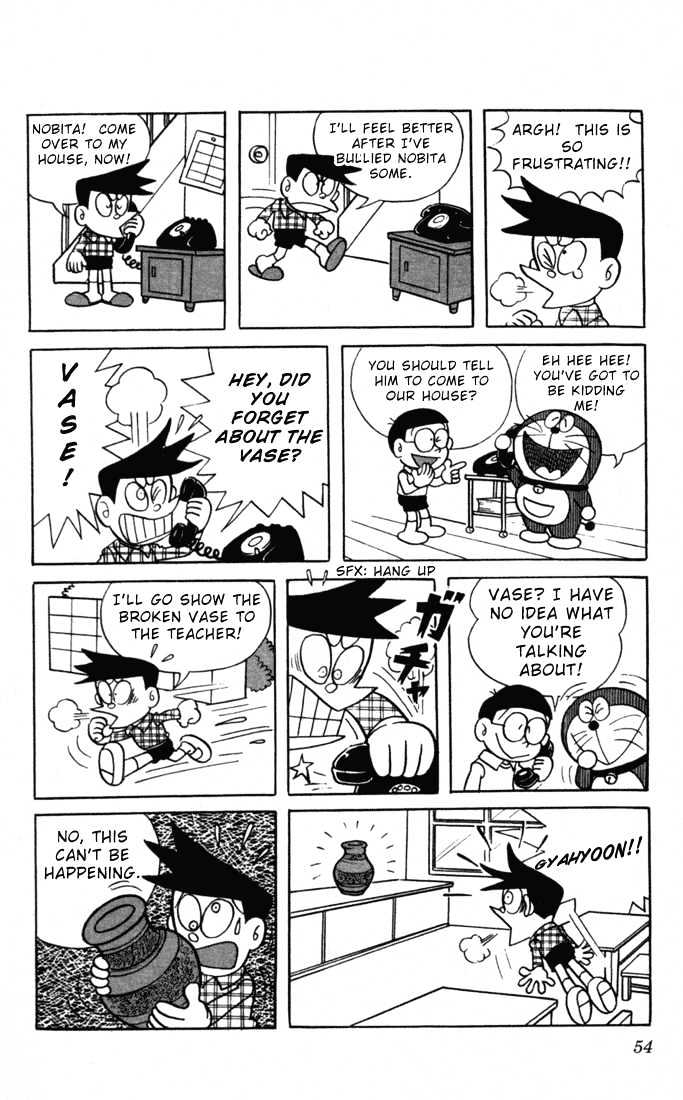 ARGH! THIS IS
SO
FRUSTRATING!!
I'LL FEEL BETTER
AFTER I'VE
BULLIED NOBITA
SOME.
NOBITA! COME
OVER TO MY
HOUSE, NOW!
EH HEE HEE!
YOU'VE GOT TO
BE KIDDING
ME!
YOU SHOULD TELL
HIM TO COME TO
OUR HOUSE?
HEY, DID
YOU
FORGET
ABOUT THE
VASE?
VASE!
VASE? I HAVE
NO IDEA WHAT
YOU'RE
TALKING
ABOUT!
SFX: HANG UP
ガチャ
I'LL GO SHOW THE
BROKEN VASE TO
THE TEACHER!
GYAHYOON!!
NO, THIS
CAN'T BE
HAPPENING..
54